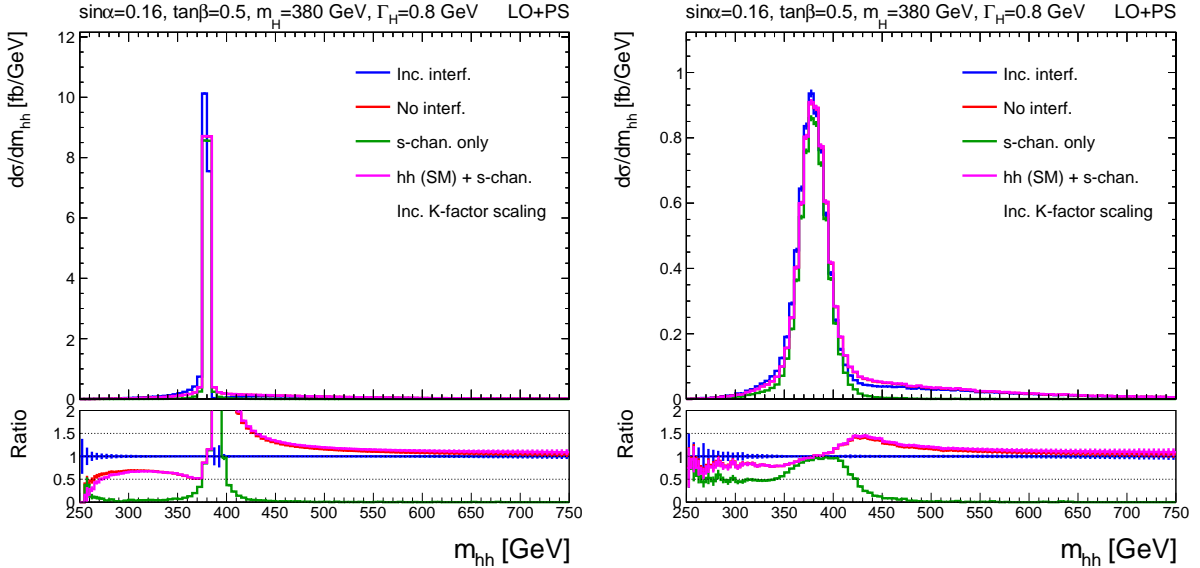 sinα=0.16, tanβ=0.5, m_H=380 GeV, Γ_H=0.8 GeV LO+PS
dσ/dm_hh [fb/GeV]
12
10
8
6
4
2
0
Inc. interf.
No interf.
s-chan. only
hh (SM) + s-chan.
Inc. K-factor scaling
Ratio
2
1.5
1
0.5
0
250 300 350 400 450 500 550 600 650 700 750
m_hh [GeV]
sinα=0.16, tanβ=0.5, m_H=380 GeV, Γ_H=0.8 GeV LO+PS
dσ/dm_hh [fb/GeV]
1
0.8
0.6
0.4
0.2
0
Inc. interf.
No interf.
s-chan. only
hh (SM) + s-chan.
Inc. K-factor scaling
Ratio
2
1.5
1
0.5
0
250 300 350 400 450 500 550 600 650 700 750
m_hh [GeV]